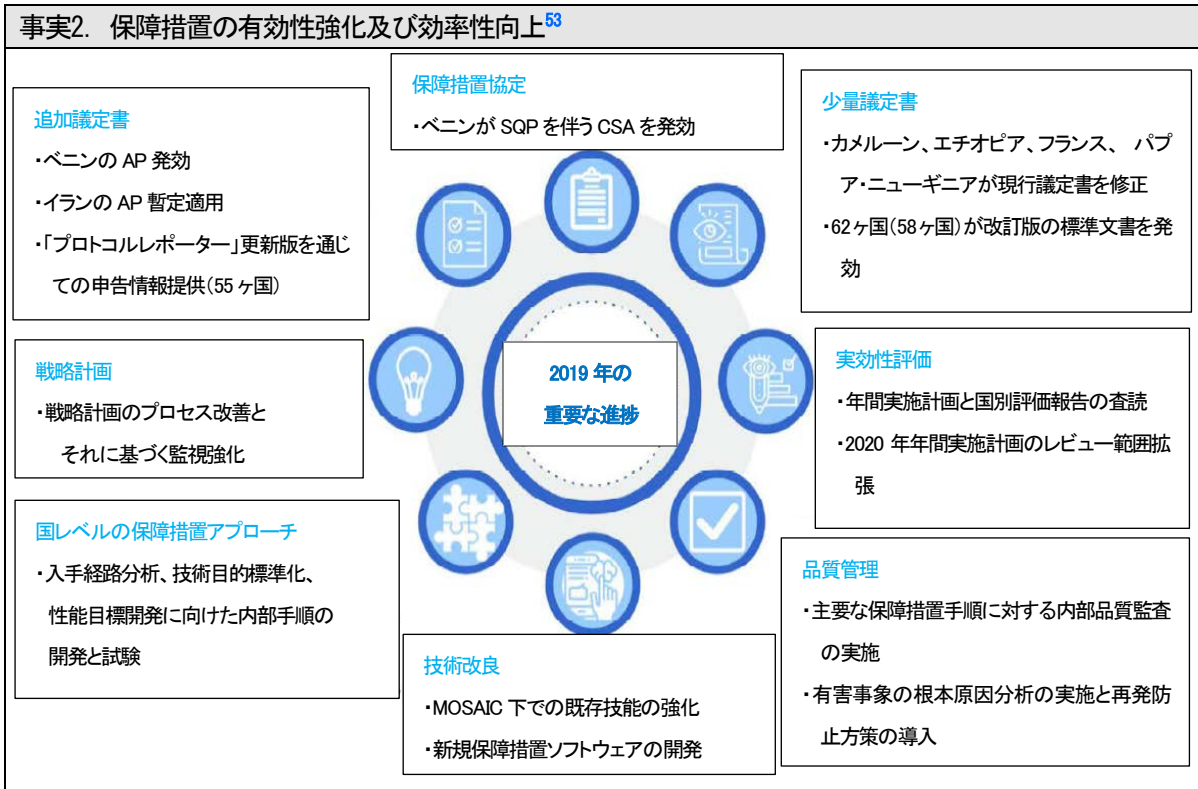 事実2. 保障措置の有効性強化及び効率性向上53
保障措置協定
・ベニンが SQP を伴う CSA を発効
追加議定書
・ベニンの AP 発効
・イランの AP 暫定適用
・「プロトコルレポーター」更新版を通じ
ての申告情報提供(55 ヶ国)
少量議定書
・カメルーン、エチオピア、フランス、 パプ
ア・ニューギニアが現行議定書を修正
・62ヶ国(58ヶ国)が改訂版の標準文書を発
効
戦略計画
・戦略計画のプロセス改善と
それに基づく監視強化
2019 年の
重要な進捗
実効性評価
・年間実施計画と国別評価報告の査読
・2020 年年間実施計画のレビュー範囲拡
張
国レベルの保障措置アプローチ
・入手経路分析、技術目的標準化、
性能目標開発に向けた内部手順の
開発と試験
技術改良
・MOSAIC 下での既存技能の強化
・新規保障措置ソフトウェアの開発
品質管理
・主要な保障措置手順に対する内部品質監査
の実施
・有害事象の根本原因分析の実施と再発防
止方策の導入